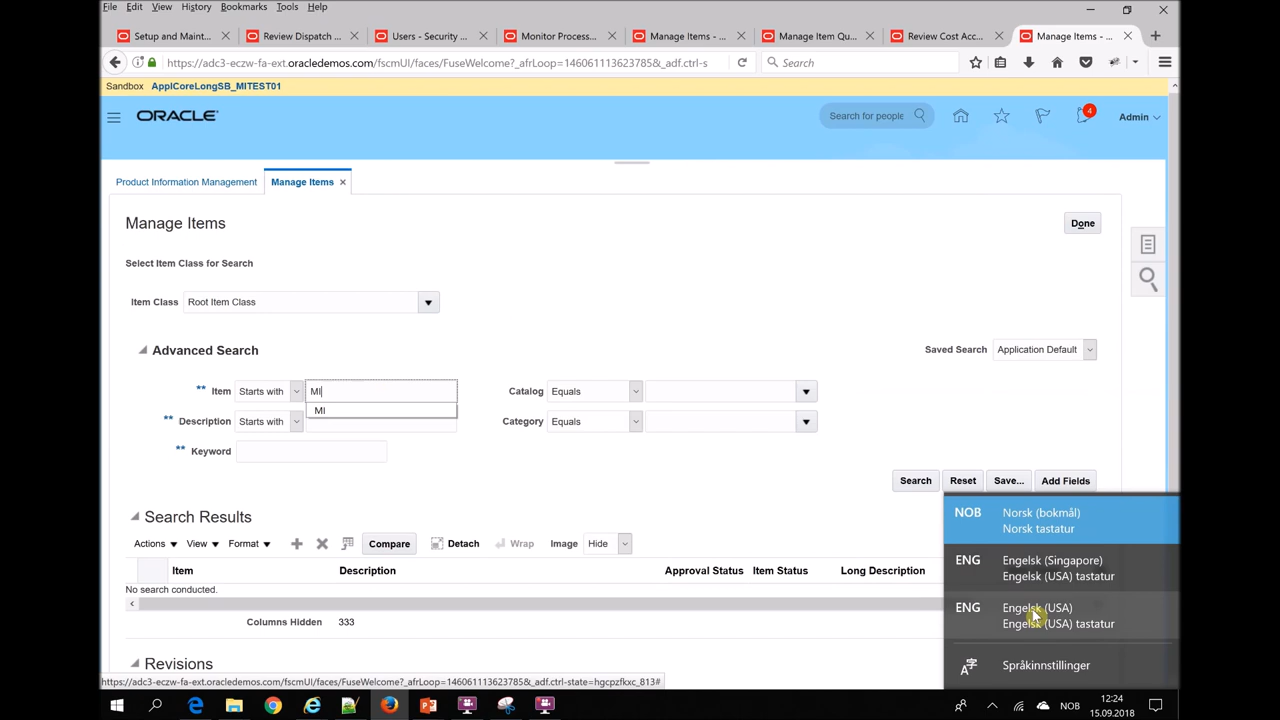 File Edit View History Bookmarks Tools Help
Setup and Maint... Review Dispatch ... Users - Security ... Monitor Process... Manage Items - ... Manage Item Qu... Review Cost Acc... Manage Items - ...
https://adc3-eczw-fa-ext.oracledemos.com/fscmUI/faces/FuseWelcome?_afrLoop=146061113623785&_adf.ctrl-s Search
Sandbox ApplCoreLongSB_MITEST01
ORACLE Search for people 4 Admin
Product Information Management Manage Items
Manage Items Done
Select Item Class for Search
Item Class Root Item Class
Advanced Search Saved Search Application Default
** Item Starts with MI Catalog Equals
MI
** Description Starts with Category Equals
** Keyword
Search Reset Save... Add Fields
Search Results
Actions View Format Compare Detach Wrap Image Hide
Item Description Approval Status Item Status Long Description
No search conducted.
Columns Hidden 333
Revisions
NOB Norsk (bokmål)
Norsk tastatur
ENG Engelsk (Singapore)
Engelsk (USA) tastatur
ENG Engelsk (USA)
Engelsk (USA) tastatur
Språkinnstillinger
https://adc3-eczw-fa-ext.oracledemos.com/fscmUI/faces/FuseWelcome?_afrLoop=146061113623785&_adf.ctrl-state=hgcpzfkxc_813#
NOB 12:24
15.09.2018